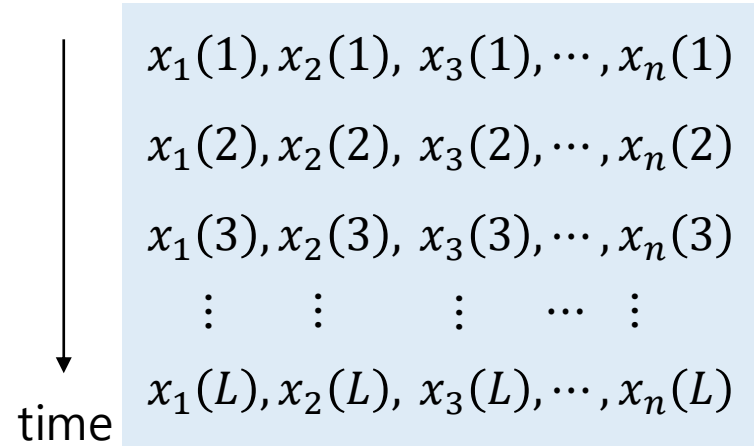 x₁(1), x₂(1), x₃(1), ⋯, xₙ(1)
x₁(2), x₂(2), x₃(2), ⋯, xₙ(2)
x₁(3), x₂(3), x₃(3), ⋯, xₙ(3)
⋮ ⋮ ⋮ ⋯ ⋮
x₁(L), x₂(L), x₃(L), ⋯, xₙ(L)
time